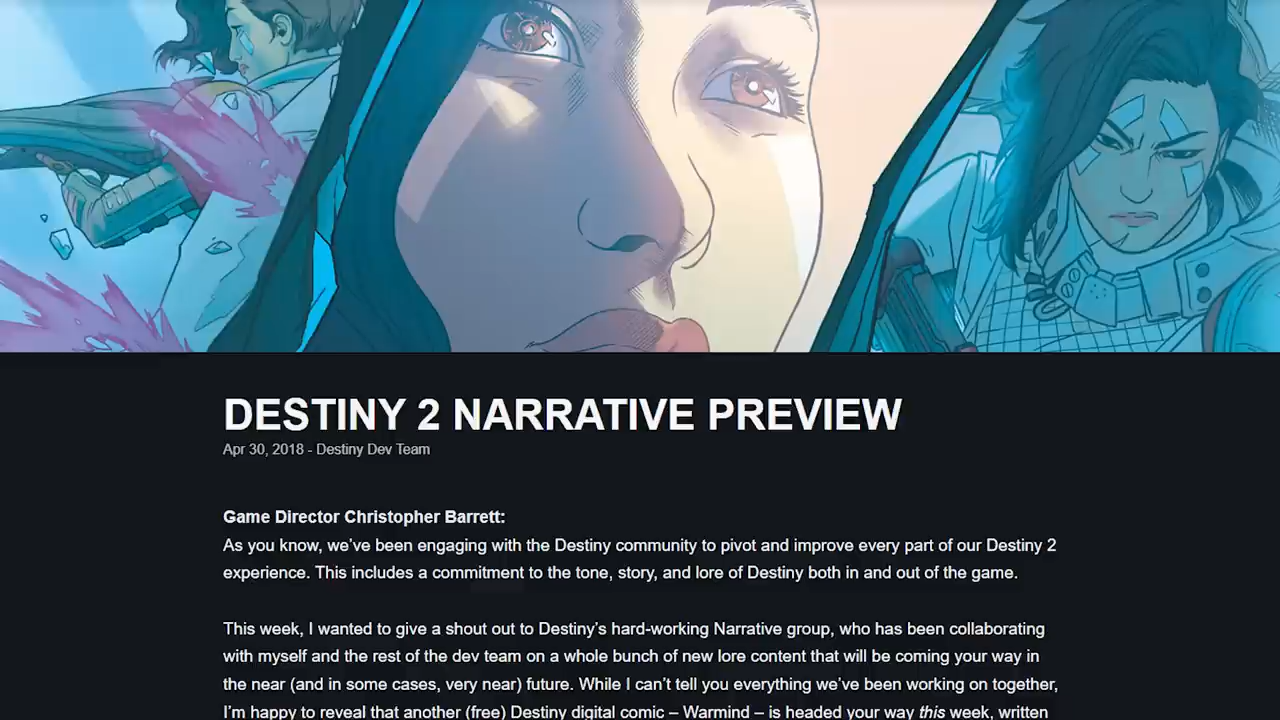 DESTINY 2 NARRATIVE PREVIEW
Apr 30, 2018 - Destiny Dev Team
Game Director Christopher Barrett:
As you know, we’ve been engaging with the Destiny community to pivot and improve every part of our Destiny 2
experience. This includes a commitment to the tone, story, and lore of Destiny both in and out of the game.
This week, I wanted to give a shout out to Destiny’s hard-working Narrative group, who has been collaborating
with myself and the rest of the dev team on a whole bunch of new lore content that will be coming your way in
the near (and in some cases, very near) future. While I can’t tell you everything we’ve been working on together,
I’m happy to reveal that another (free) Destiny digital comic – Warmind – is headed your way this week, written